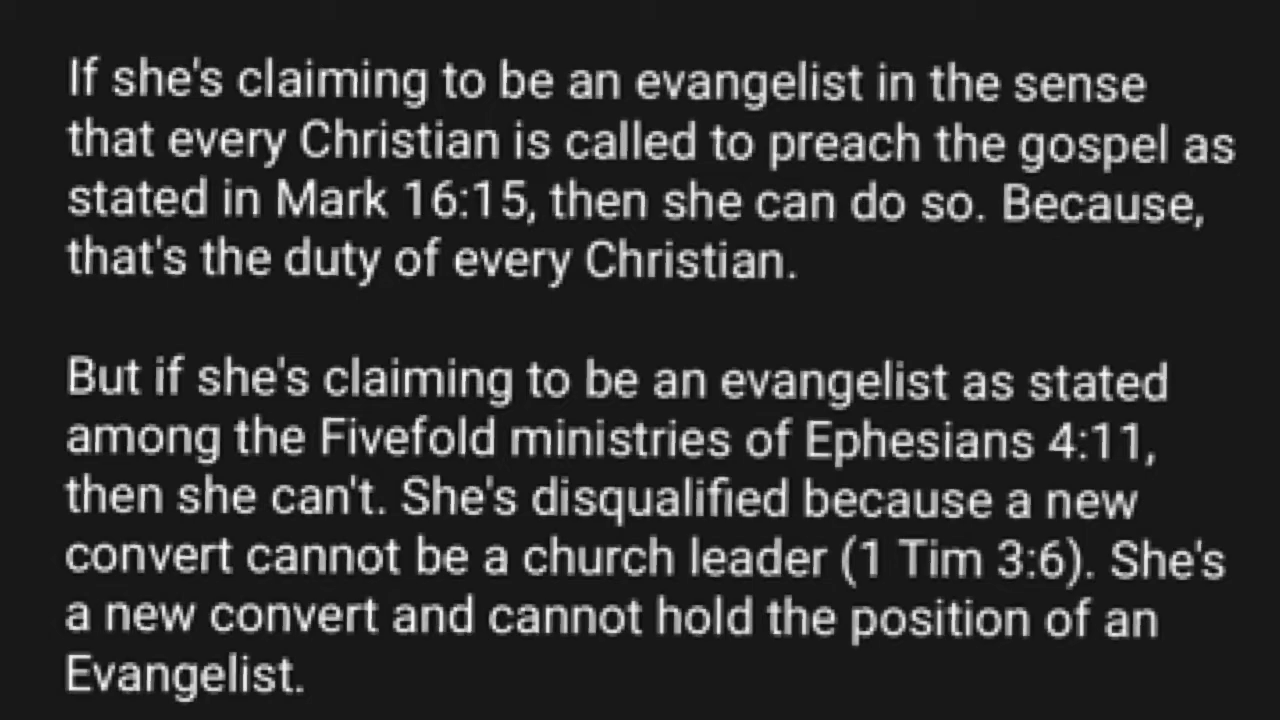 If she's claiming to be an evangelist in the sense
that every Christian is called to preach the gospel as
stated in Mark 16:15, then she can do so. Because,
that's the duty of every Christian.
But if she's claiming to be an evangelist as stated
among the Fivefold ministries of Ephesians 4:11,
then she can't. She's disqualified because a new
convert cannot be a church leader (1 Tim 3:6). She's
a new convert and cannot hold the position of an
Evangelist.